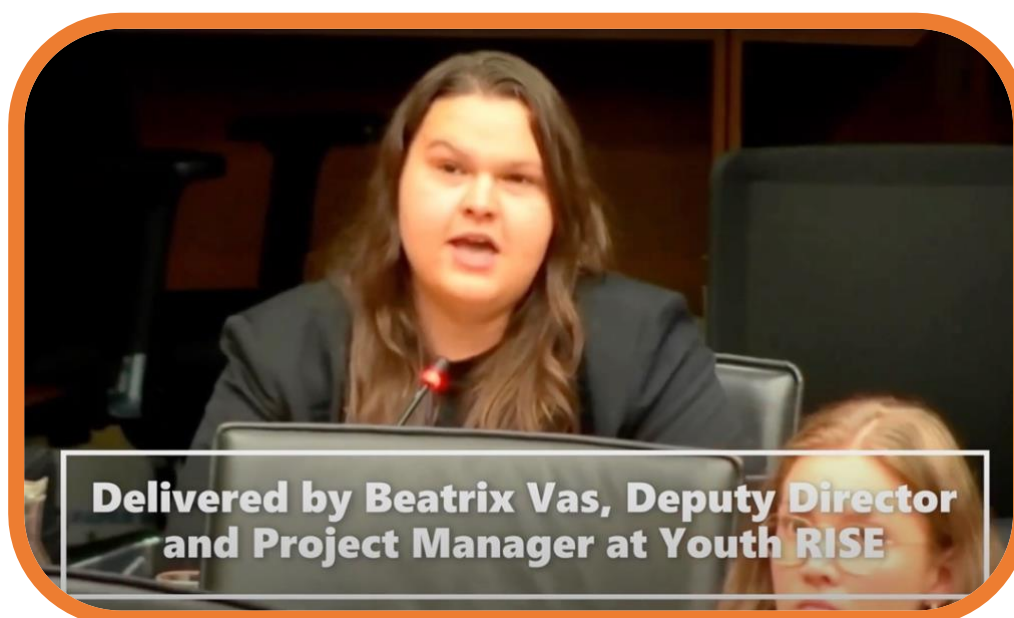 Delivered by Beatrix Vas, Deputy Director
and Project Manager at Youth RISE